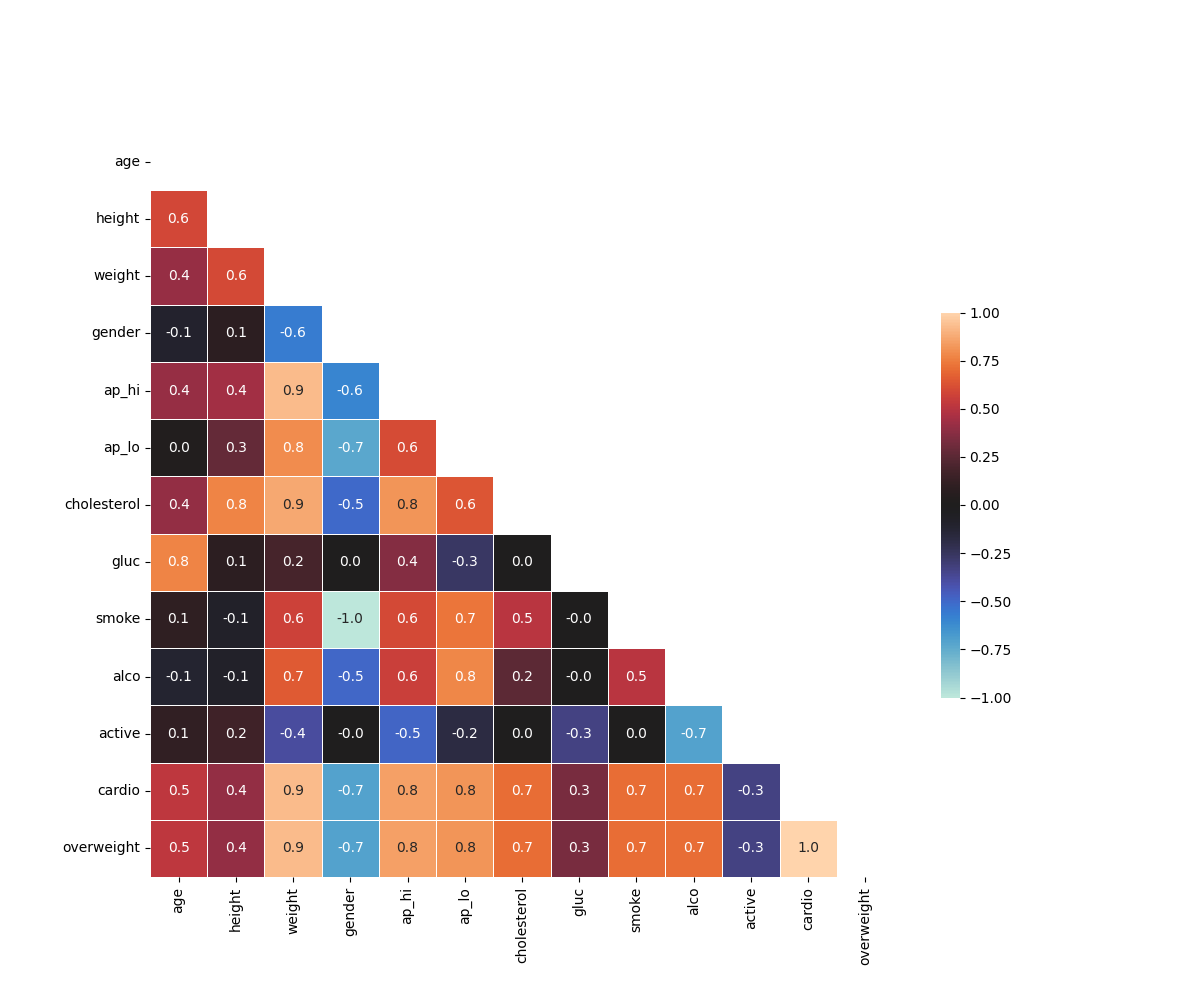 age
height 0.6
weight 0.4 0.6
gender -0.1 0.1 -0.6
ap_hi 0.4 0.4 0.9 -0.6
ap_lo 0.0 0.3 0.8 -0.7 0.6
cholesterol 0.4 0.8 0.9 -0.5 0.8 0.6
gluc 0.8 0.1 0.2 0.0 0.4 -0.3 0.0
smoke 0.1 -0.1 0.6 -1.0 0.6 0.7 0.5 -0.0
alco -0.1 -0.1 0.7 -0.5 0.6 0.8 0.2 -0.0 0.5
active 0.1 0.2 -0.4 -0.0 -0.5 -0.2 0.0 -0.3 0.0 -0.7
cardio 0.5 0.4 0.9 -0.7 0.8 0.8 0.7 0.3 0.7 0.7 -0.3
overweight 0.5 0.4 0.9 -0.7 0.8 0.8 0.7 0.3 0.7 0.7 -0.3 1.0
age height weight gender ap_hi ap_lo cholesterol gluc smoke alco active cardio overweight
1.00
0.75
0.50
0.25
0.00
−0.25
−0.50
−0.75
−1.00